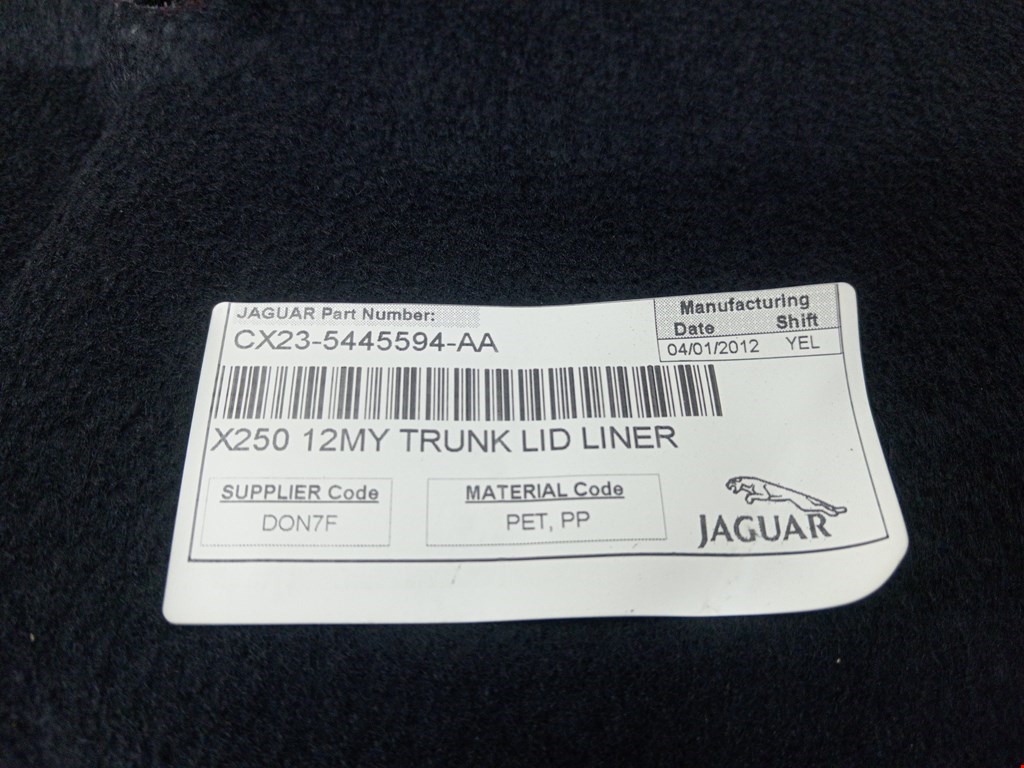 JAGUAR Part Number:
CX23-5445594-AA
Manufacturing
Date Shift
04/01/2012 YEL
X250 12MY TRUNK LID LINER
SUPPLIER Code
DON7F
MATERIAL Code
PET, PP
JAGUAR